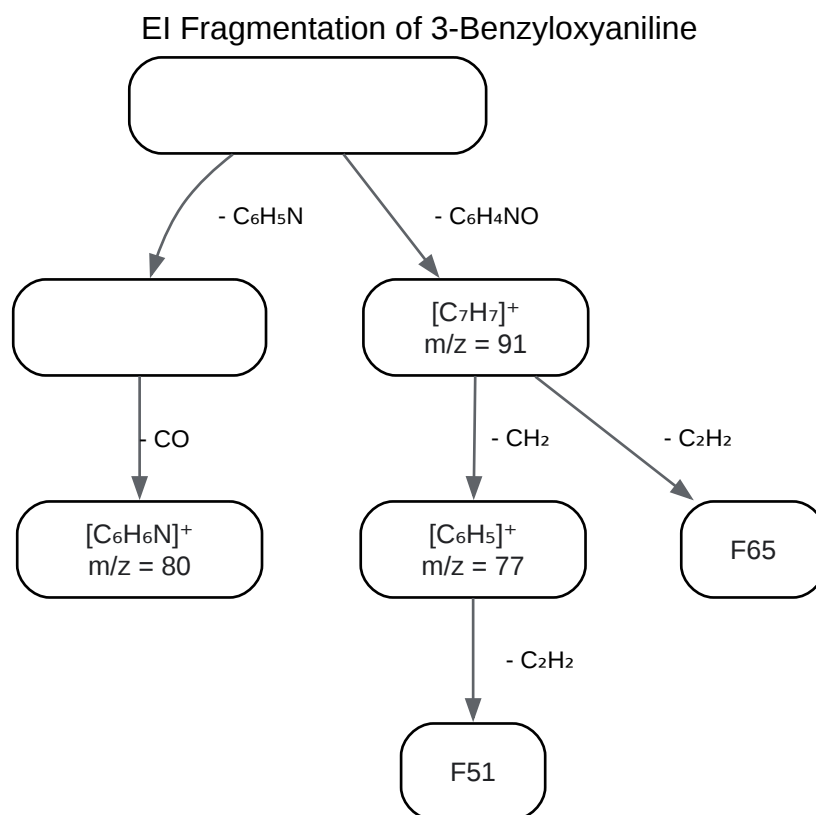 EI Fragmentation of 3-Benzyloxyaniline
- C₆H₅N
- C₆H₄NO
[C₇H₇]⁺
m/z = 91
- CO
- CH₂
- C₂H₂
[C₆H₆N]⁺
m/z = 80
[C₆H₅]⁺
m/z = 77
F65
- C₂H₂
F51